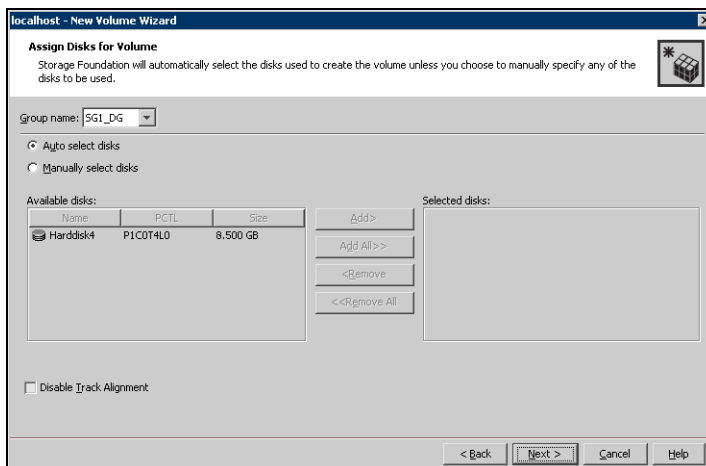 localhost - New Volume Wizard
Assign Disks for Volume
Storage Foundation will automatically select the disks used to create the volume unless you choose to manually specify any of the
disks to be used.
Group name: SG1_DG
Auto select disks
Manually select disks
Available disks:
Name PCTL Size
Harddisk4 P1C0T4L0 8.500 GB
Add>
Add All>>
<Remove
<<Remove All
Selected disks:
Disable Track Alignment
< Back Next > Cancel Help